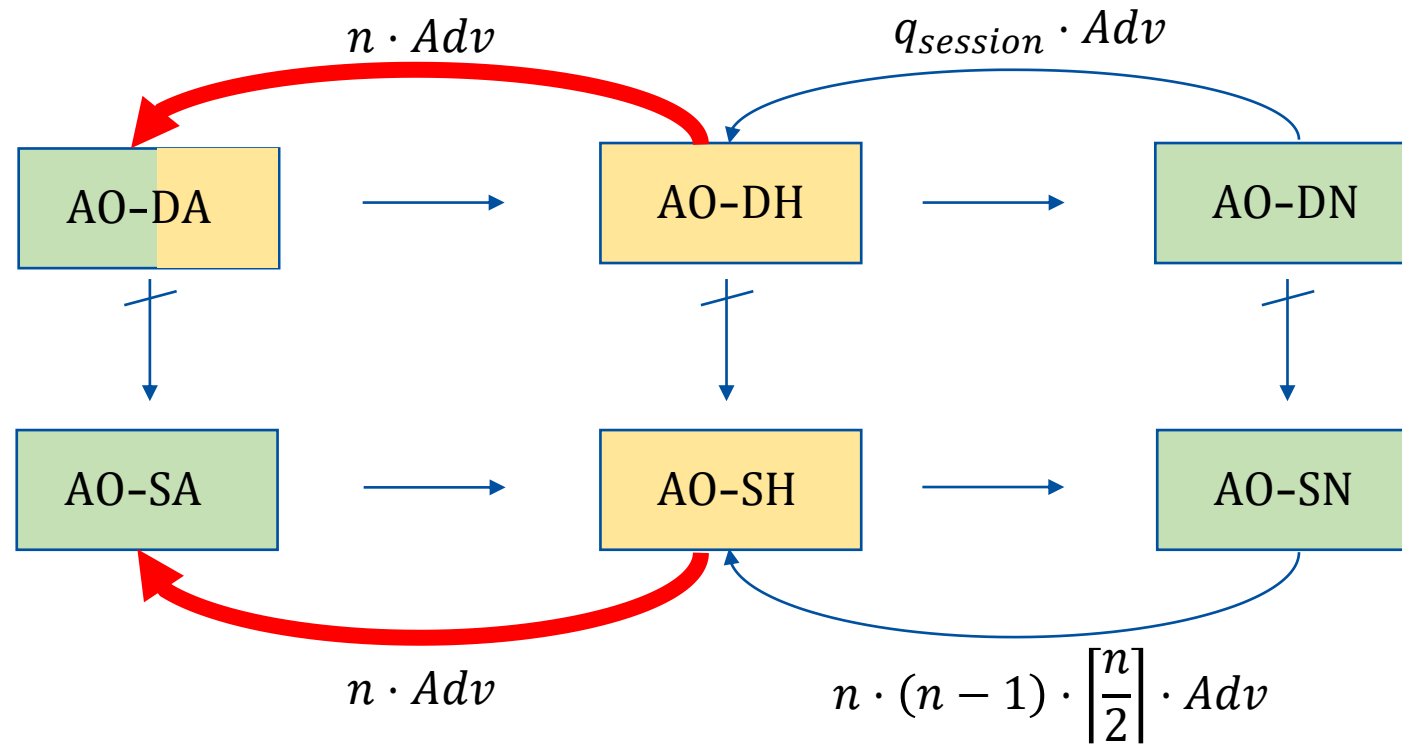 n · Adv
q_session · Adv
AO–DA
AO–DH
AO–DN
AO–SA
AO–SH
AO–SN
n · Adv
n · (n − 1) · ⌈n/2⌉ · Adv